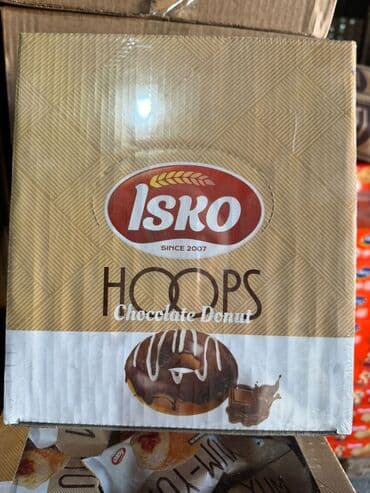 ISKO
SINCE 2007
HOOPS
Chocolate Donut